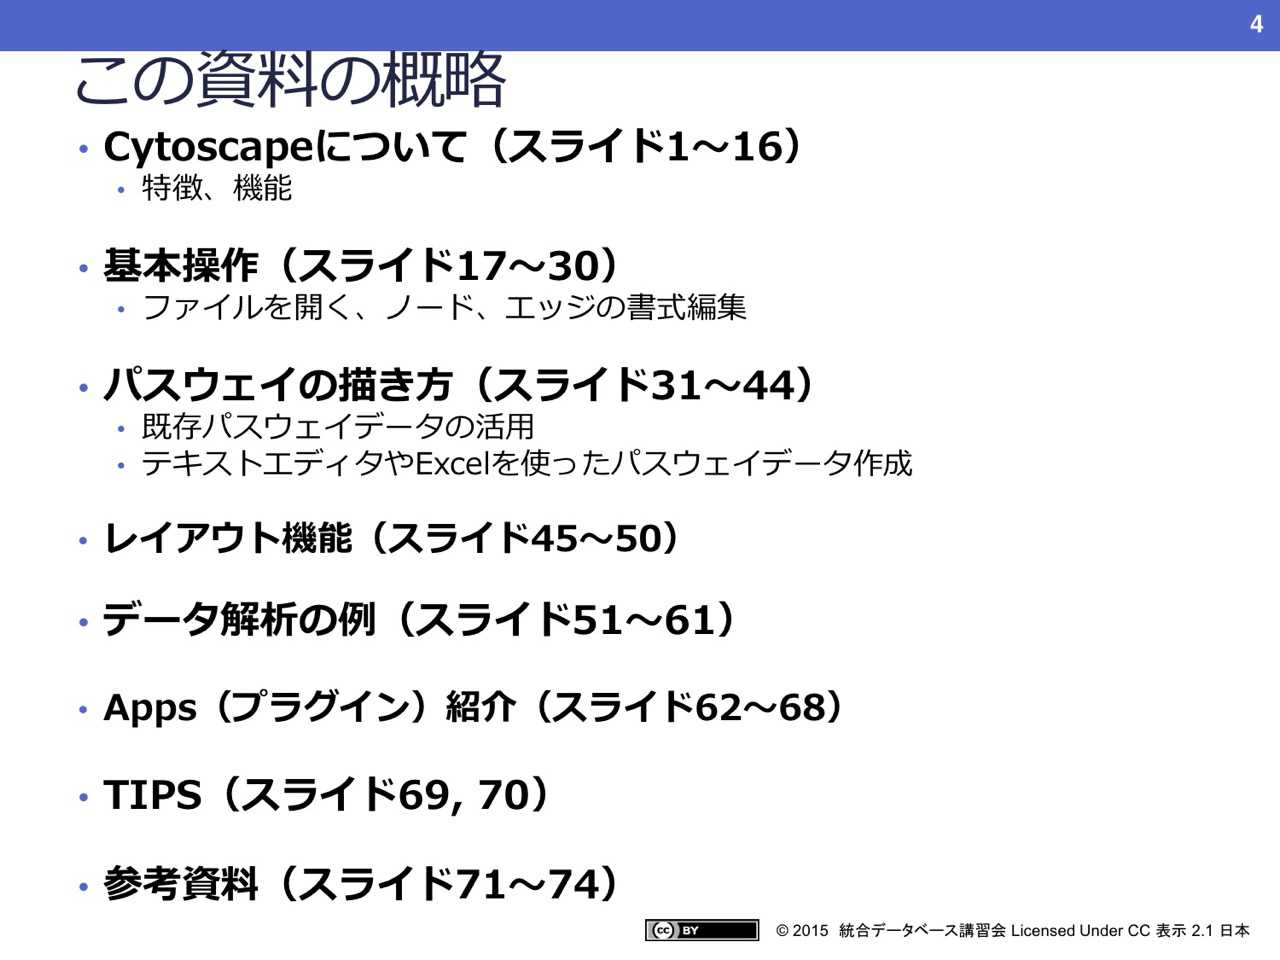 4
この資料の概略
• Cytoscapeについて（スライド1～16）
• 特徴、機能
• 基本操作（スライド17～30）
• ファイルを開く、ノード、エッジの書式編集
• パスウェイの描き方（スライド31～44）
• 既存パスウェイデータの活用
• テキストエディタやExcelを使ったパスウェイデータ作成
• レイアウト機能（スライド45～50）
• データ解析の例（スライド51～61）
• Apps（プラグイン）紹介（スライド62～68）
• TIPS（スライド69, 70）
• 参考資料（スライド71～74）
cc BY © 2015 統合データベース講習会 Licensed Under CC 表示 2.1 日本